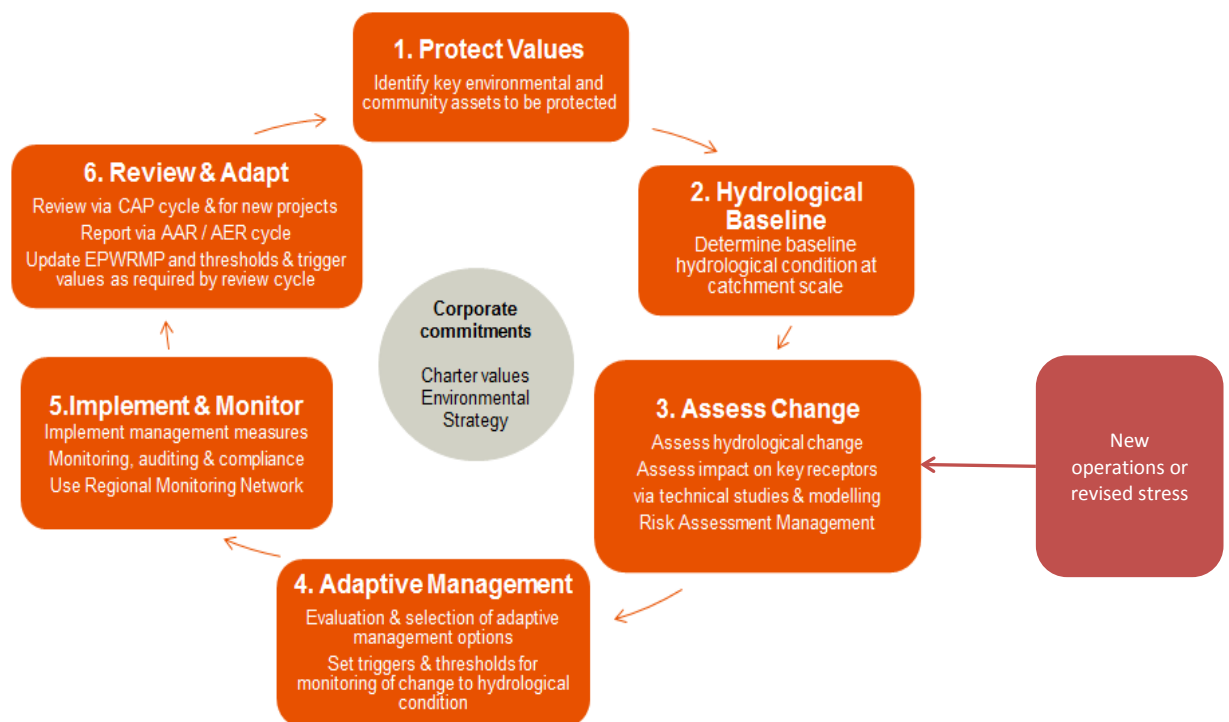 1. Protect Values
Identify key environmental and
community assets to be protected
2. Hydrological
Baseline
Determine baseline
hydrological condition at
catchment scale
3. Assess Change
Assess hydrological change
Assess impact on key receptors
via technical studies & modelling
Risk Assessment Management
New
operations or
revised stress
4. Adaptive Management
Evaluation & selection of adaptive
management options
Set triggers & thresholds for
monitoring of change to hydrological
condition
5.Implement & Monitor
Implement management measures
Monitoring, auditing & compliance
Use Regional Monitoring Network
6. Review & Adapt
Review via CAP cycle & for new projects
Report via AAR / AER cycle
Update EPWRMP and thresholds & trigger
values as required by review cycle
Corporate
commitments
Charter values
Environmental
Strategy